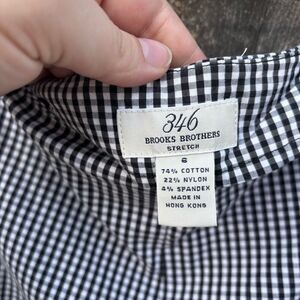 346
BROOKS BROTHERS
STRETCH
6
74% COTTON
22% NYLON
4% SPANDEX
MADE IN
HONG KONG